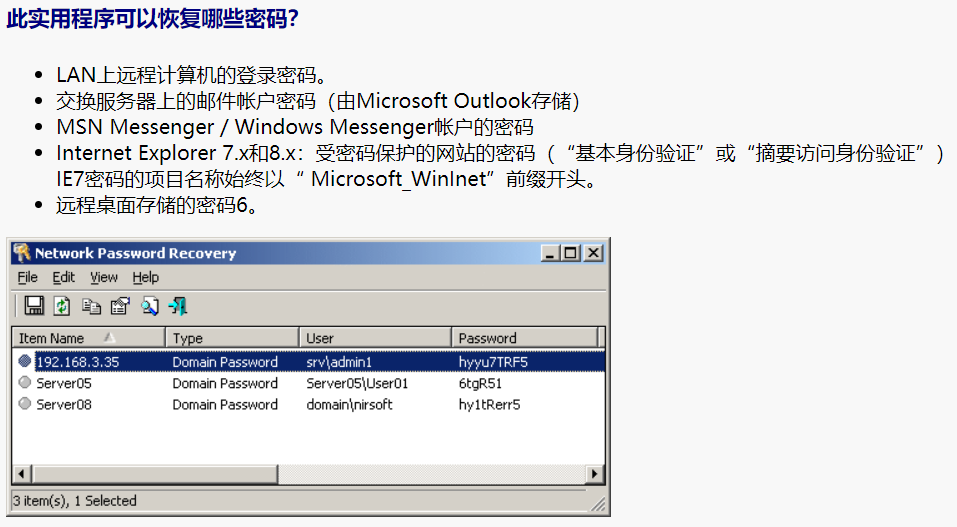 此实用程序可以恢复哪些密码？
LAN上远程计算机的登录密码。
交换服务器上的邮件帐户密码（由Microsoft Outlook存储）
MSN Messenger / Windows Messenger帐户的密码
Internet Explorer 7.x和8.x：受密码保护的网站的密码（“基本身份验证”或“摘要访问身份验证”）
IE7密码的项目名称始终以“ Microsoft_WinInet”前缀开头。
远程桌面存储的密码6。
Network Password Recovery
File Edit View Help
Item Name Type User Password
192.168.3.35 Domain Password srv\admin1 hyyu7TRF5
Server05 Domain Password Server05\User01 6tgR51
Server08 Domain Password domain\nirsoft hy1tRerr5
3 item(s), 1 Selected